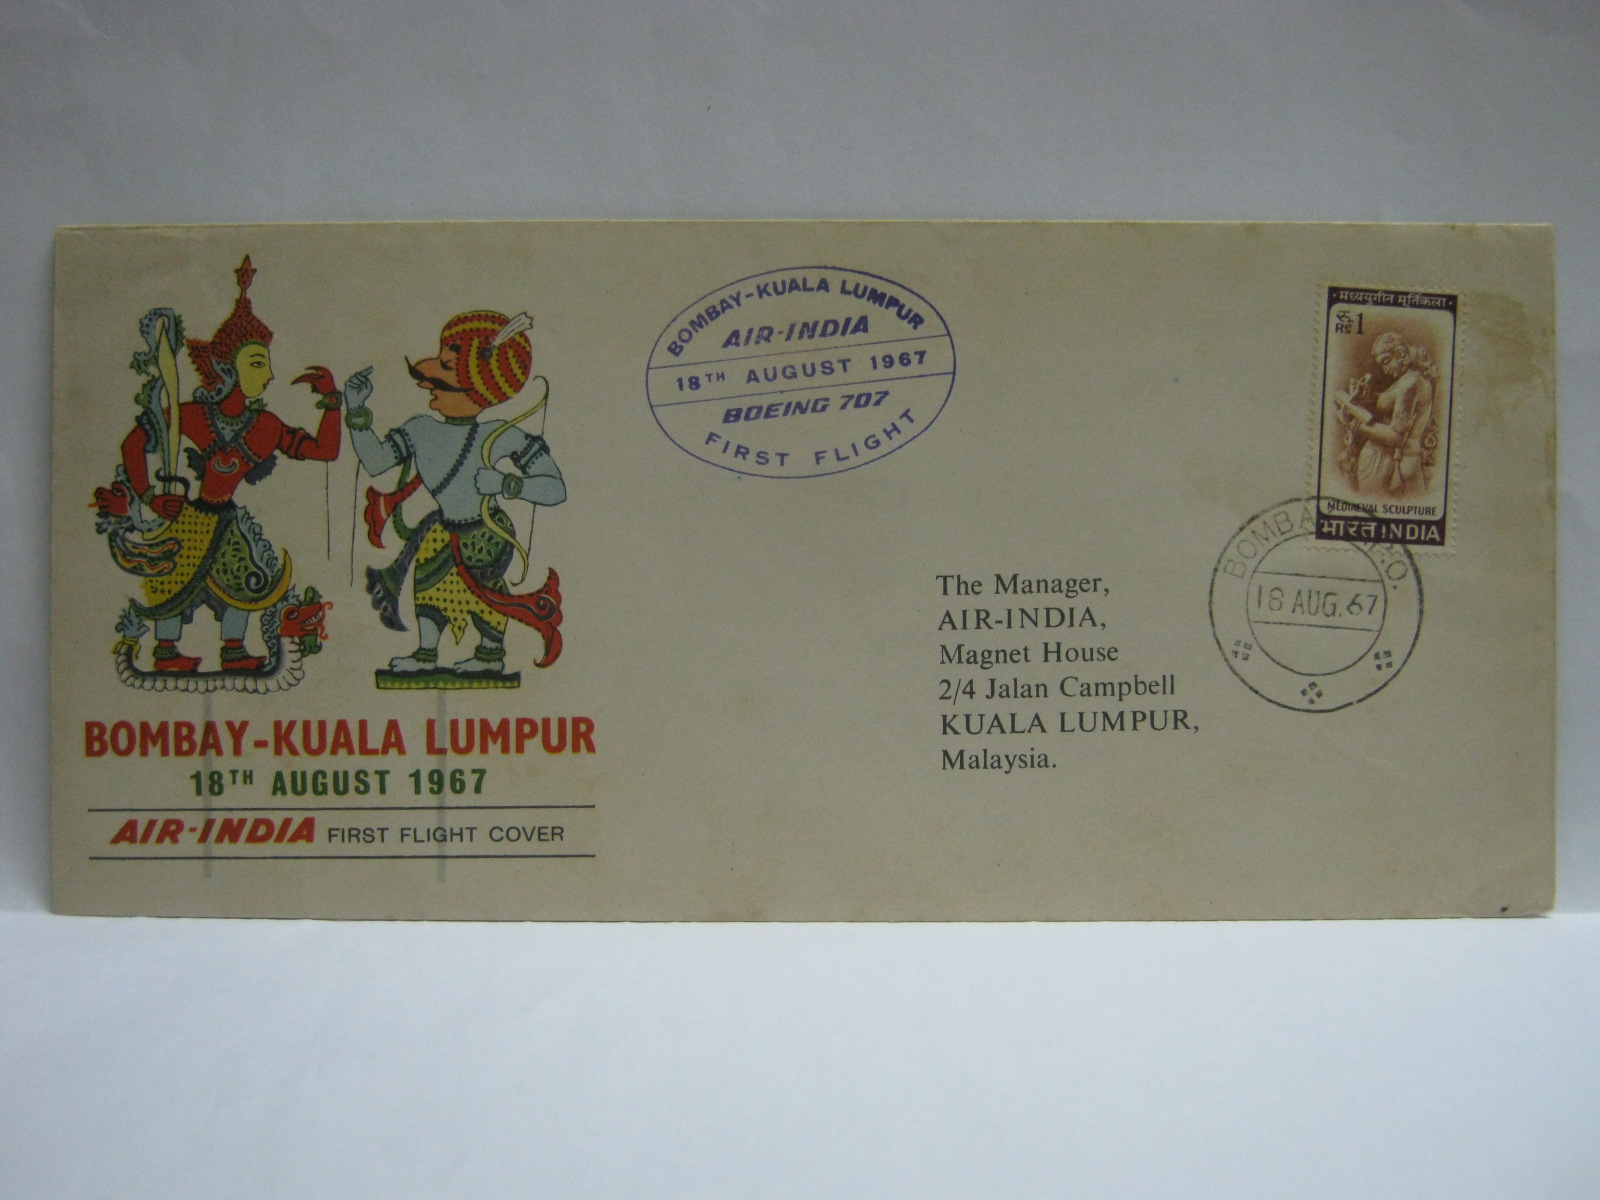 BOMBAY-KUALA LUMPUR
AIR-INDIA
18TH AUGUST 1967
BOEING 707
FIRST FLIGHT
·मध्ययुगीन मूर्तिकला·
रु.1
Rs.
MEDIAEVAL SCULPTURE
भारत INDIA
BOMBAY G.P.O.
18 AUG. 67
The Manager,
AIR-INDIA,
Magnet House
2/4 Jalan Campbell
KUALA LUMPUR,
Malaysia.
BOMBAY-KUALA LUMPUR
18TH AUGUST 1967
AIR-INDIA FIRST FLIGHT COVER